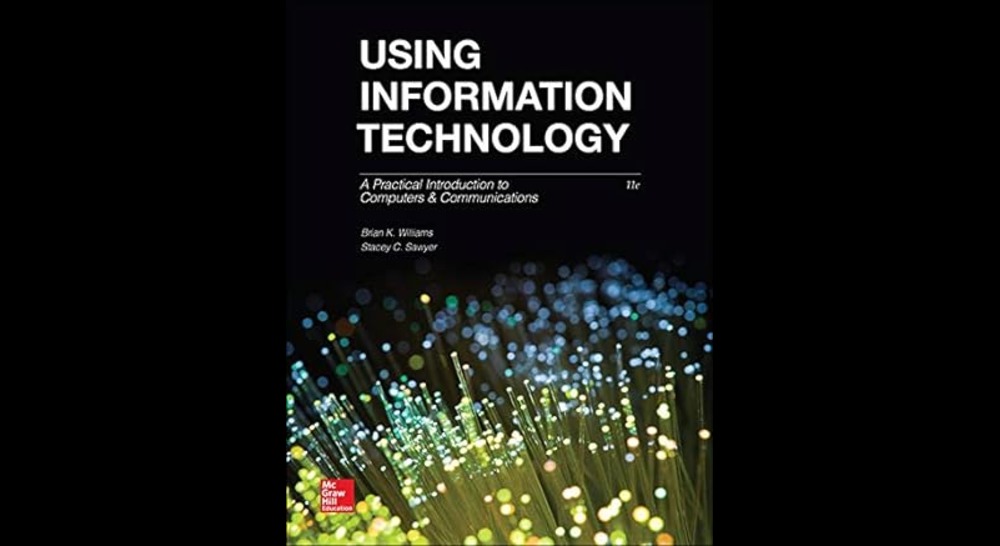 USING
INFORMATION
TECHNOLOGY
A Practical Introduction to
Computers & Communications
11e
Brian K. Williams
Stacey C. Sawyer
Mc
Graw
Hill
Education